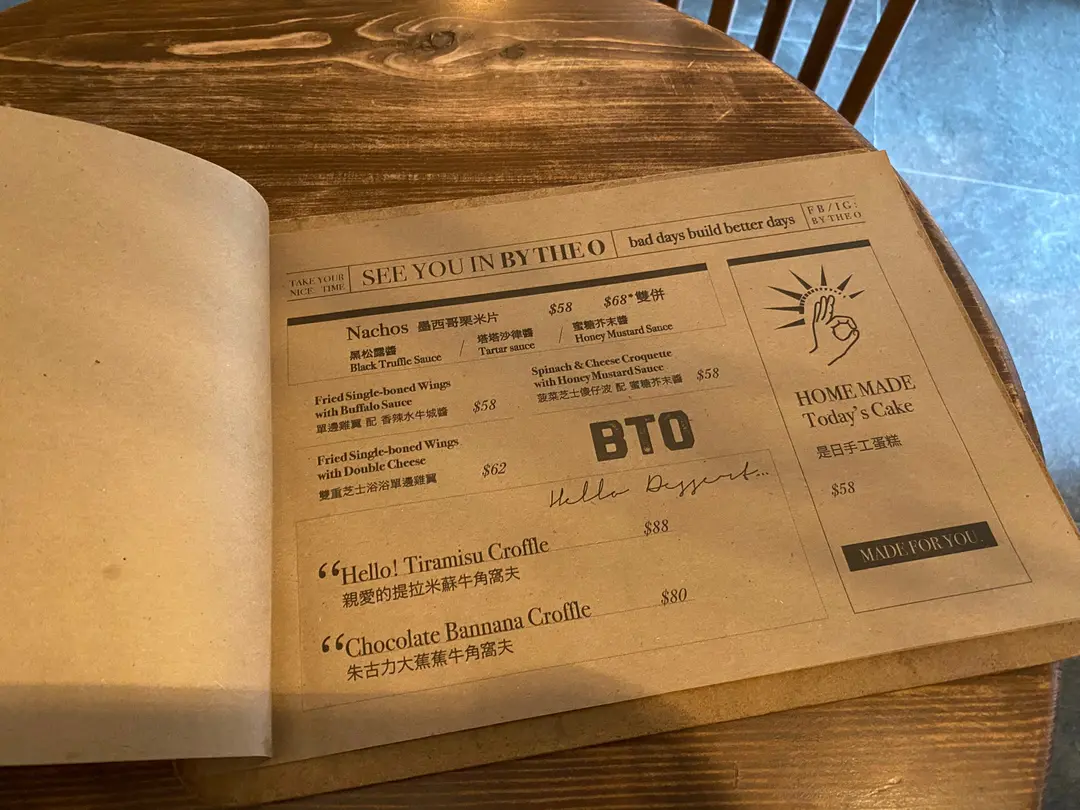 TAKE YOUR
NICE TIME
SEE YOU IN BY THE O
bad days build better days
FB/IG:
BY THE O
Nachos 墨西哥栗米片 $58 $68*雙併
黑松露醬
Black Truffle Sauce
/
塔塔沙律醬
Tartar sauce
/
蜜糖芥末醬
Honey Mustard Sauce
Fried Single-boned Wings
with Buffalo Sauce
單邊雞翼 配 香辣水牛城醬 $58
Spinach & Cheese Croquette
with Honey Mustard Sauce
菠菜芝士傻仔波 配 蜜糖芥末醬 $58
Fried Single-boned Wings
with Double Cheese
雙重芝士浴浴單邊雞翼 $62
BTO
Hello Dessert...
“Hello! Tiramisu Croffle $88
親愛的提拉米蘇牛角窩夫
“Chocolate Bannana Croffle $80
朱古力大蕉蕉牛角窩夫
HOME MADE
Today's Cake
是日手工蛋糕
$58
MADE FOR YOU.